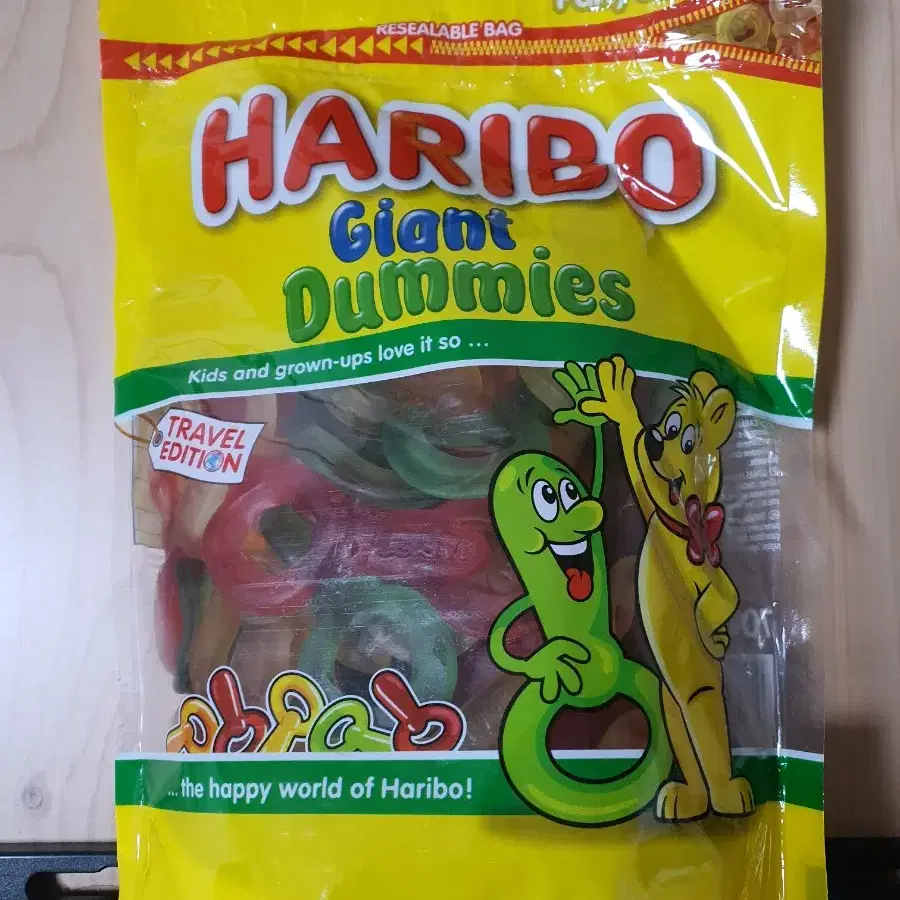 RESEALABLE BAG
HARIBO
Giant
Dummies
Kids and grown-ups love it so ...
TRAVEL
EDITION
... the happy world of Haribo!